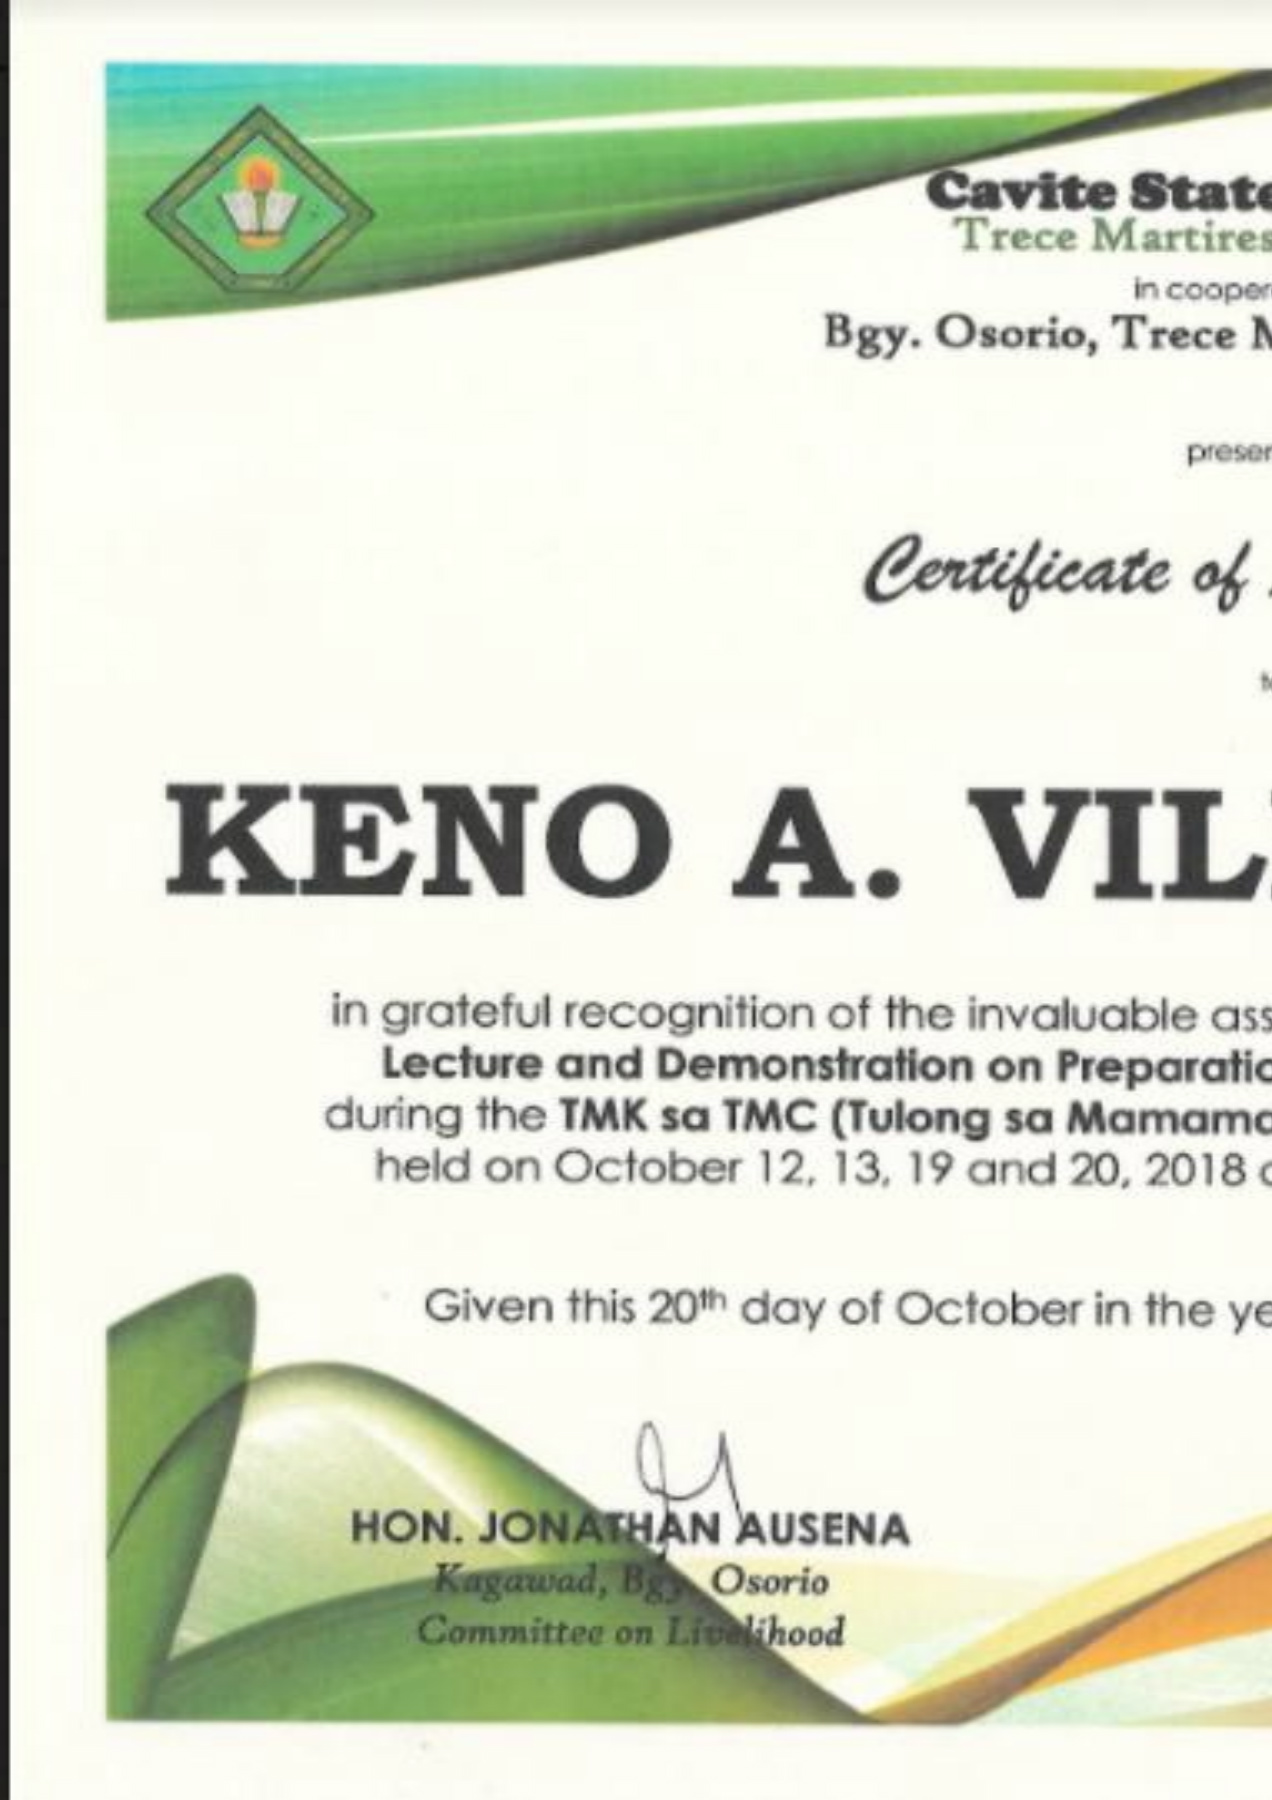 Cavite State
Trece Martires
in cooper
Bgy. Osorio, Trece M
presen
Certificate of
KENO A. VIL
in grateful recognition of the invaluable ass
Lecture and Demonstration on Preparatio
during the TMK sa TMC (Tulong sa Mamama
held on October 12, 13, 19 and 20, 2018
Given this 20th day of October in the ye
HON. JONATHAN AUSENA
Kagawad, Bgy. Osorio
Committee on Livelihood